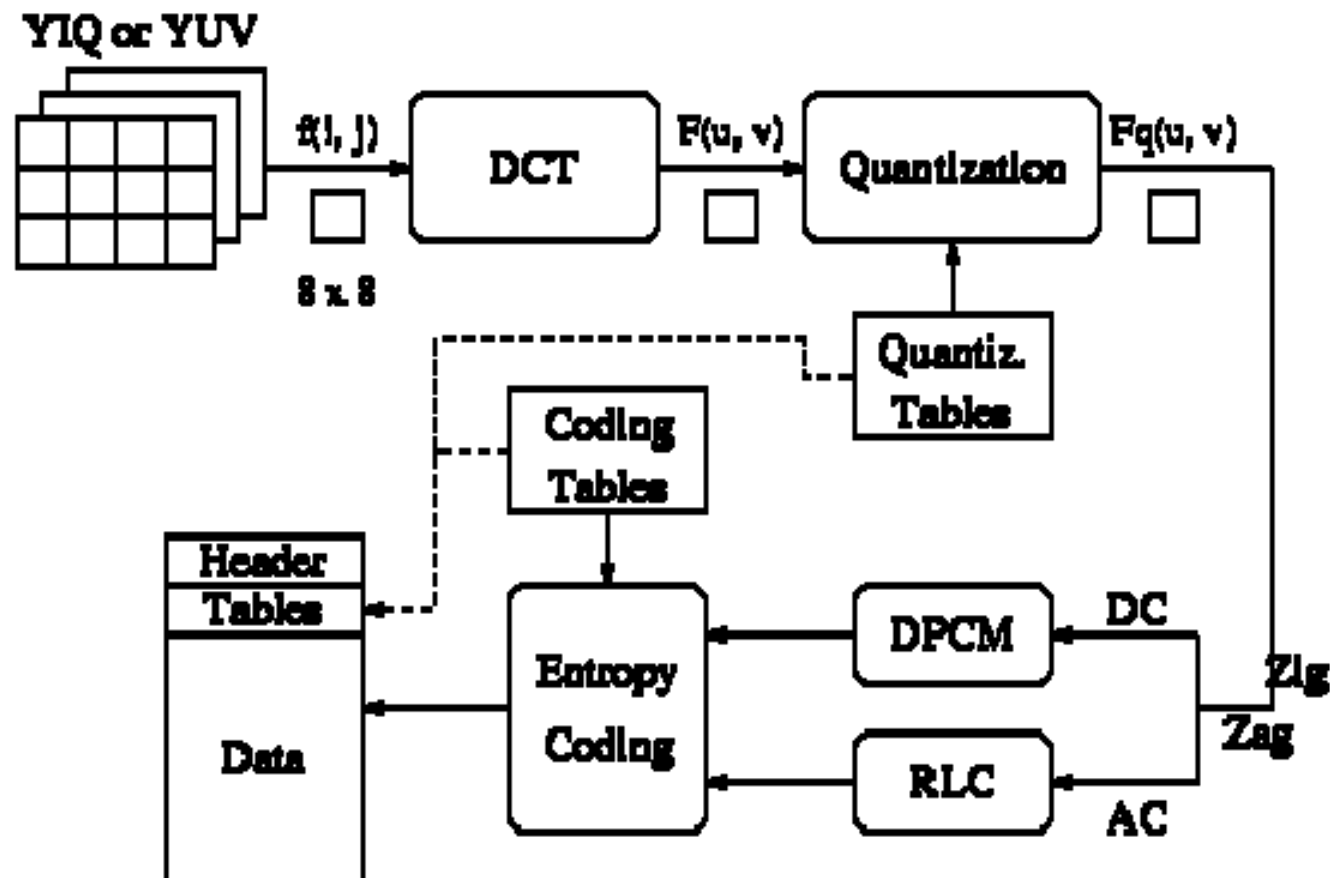 YIQ or YUV
f(i, j)
DCT
F(u, v)
Quantization
Fq(u, v)
8 x 8
Quantiz.
Tables
Coding
Tables
Header
Tables
Data
Entropy
Coding
DPCM
DC
Zig
Zag
RLC
AC